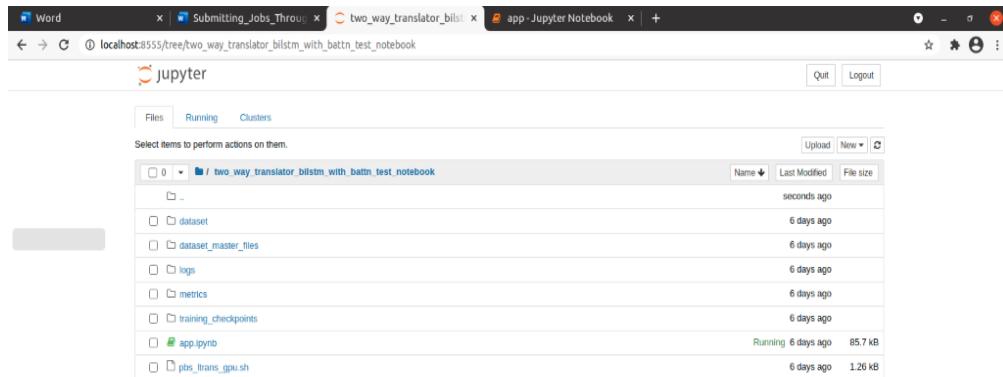 Word × Submitting_Jobs_Throug × two_way_translator_bilst × app - Jupyter Notebook × +
localhost:8555/tree/two_way_translator_bilstm_with_battn_test_notebook
jupyter Quit Logout
Files Running Clusters
Select items to perform actions on them. Upload New
0 / two_way_translator_bilstm_with_battn_test_notebook Name Last Modified File size
.. seconds ago
dataset 6 days ago
dataset_master_files 6 days ago
logs 6 days ago
metrics 6 days ago
training_checkpoints 6 days ago
app.ipynb Running 6 days ago 85.7 kB
pbs_ltrans_gpu.sh 6 days ago 1.26 kB